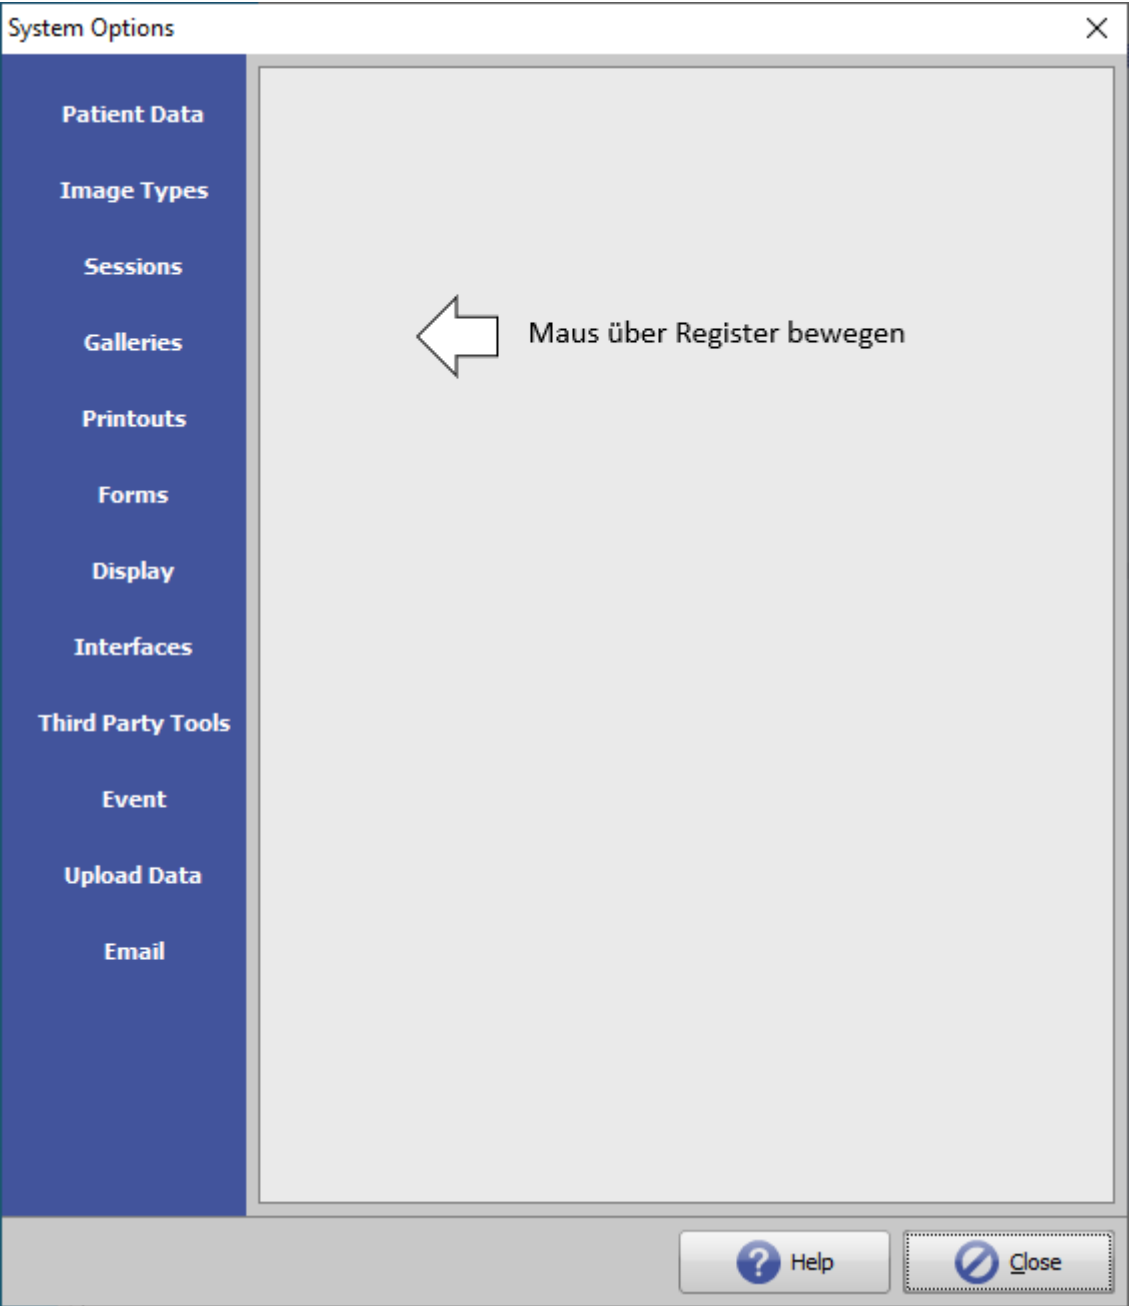 System Options
Patient Data
Image Types
Sessions
Galleries
Maus über Register bewegen
Printouts
Forms
Display
Interfaces
Third Party Tools
Event
Upload Data
Email
Help
Close